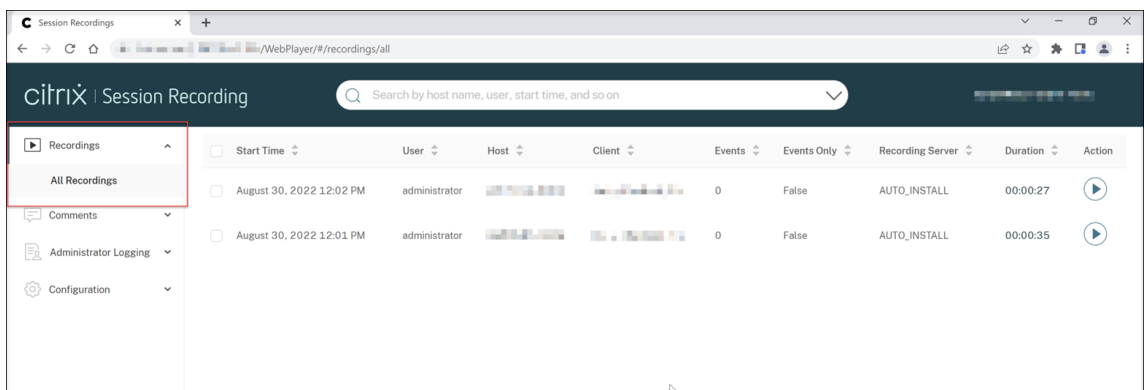 Session Recordings
/WebPlayer/#/recordings/all
citrix | Session Recording
Search by host name, user, start time, and so on
Recordings
All Recordings
Comments
Administrator Logging
Configuration
Start Time User Host Client Events Events Only Recording Server Duration Action
August 30, 2022 12:02 PM administrator 0 False AUTO_INSTALL 00:00:27
August 30, 2022 12:01 PM administrator 0 False AUTO_INSTALL 00:00:35